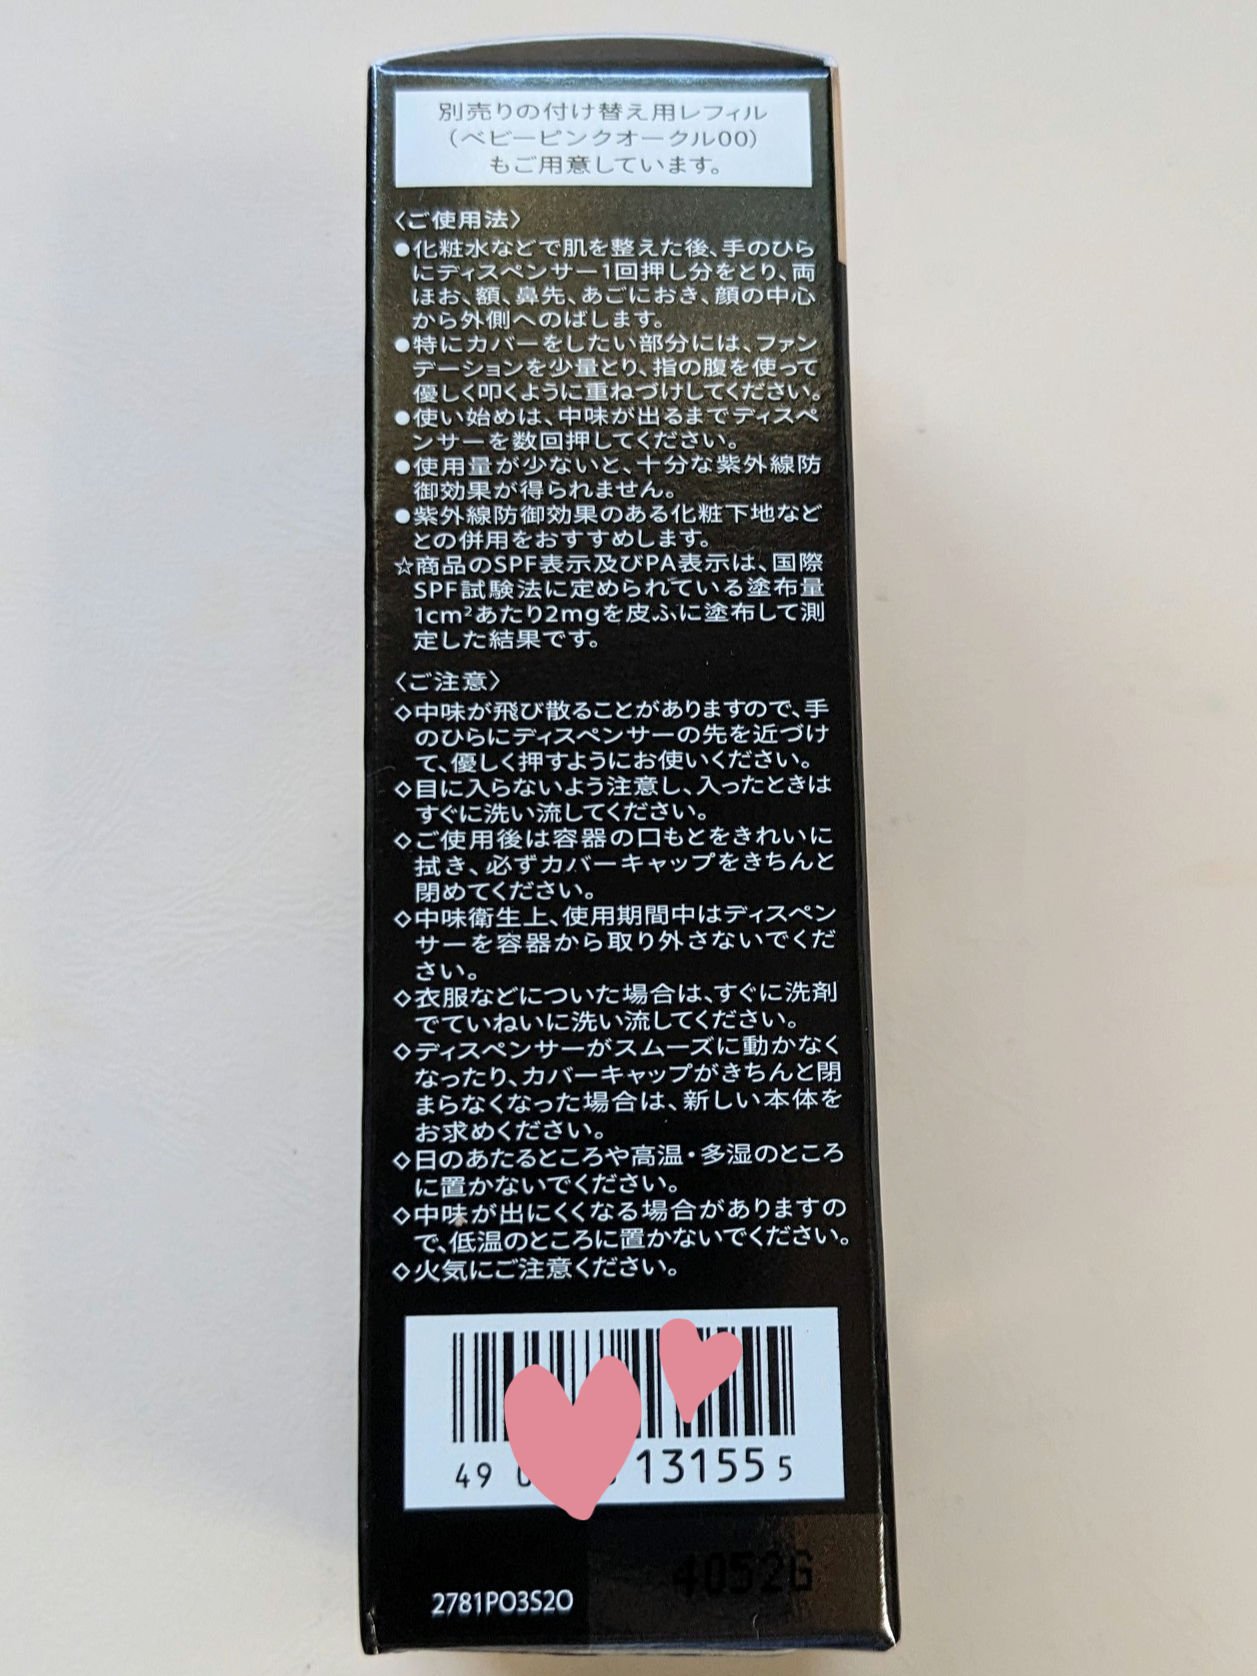 別売りの付け替え用レフィル
（ベビーピンクオークル00）
もご用意しています。
〈ご使用法〉
●化粧水などで肌を整えた後、手のひら
にディスペンサー1回押し分をとり、両
ほお、額、鼻先、あごにおき、顔の中心
から外側へのばします。
●特にカバーをしたい部分には、ファン
デーションを少量とり、指の腹を使って
優しく叩くように重ねづけしてください。
●使い始めは、中味が出るまでディスペ
ンサーを数回押してください。
●使用量が少ないと、十分な紫外線防
御効果が得られません。
●紫外線防御効果のある化粧下地など
との併用をおすすめします。
☆商品のSPF表示及びPA表示は、国際
SPF試験法に定められている塗布量
1cm²あたり2mgを皮ふに塗布して測
定した結果です。
〈ご注意〉
◇中味が飛び散ることがありますので、手
のひらにディスペンサーの先を近づけ
て、優しく押すようにお使いください。
◇目に入らないよう注意し、入ったときは
すぐに洗い流してください。
◇ご使用後は容器の口もとをきれいに
拭き、必ずカバーキャップをきちんと
閉めてください。
◇中味衛生上、使用期間中はディスペン
サーを容器から取り外さないでくだ
さい。
◇衣服などについた場合は、すぐに洗剤
でていねいに洗い流してください。
◇ディスペンサーがスムーズに動かなく
なったり、カバーキャップがきちんと閉
まらなくなった場合は、新しい本体を
お求めください。
◇日のあたるところや高温・多湿のところ
に置かないでください。
◇中味が出にくくなる場合がありますの
で、低温のところに置かないでください。
◇火気にご注意ください。
49 13155 5
4052G
2781PO3S2O